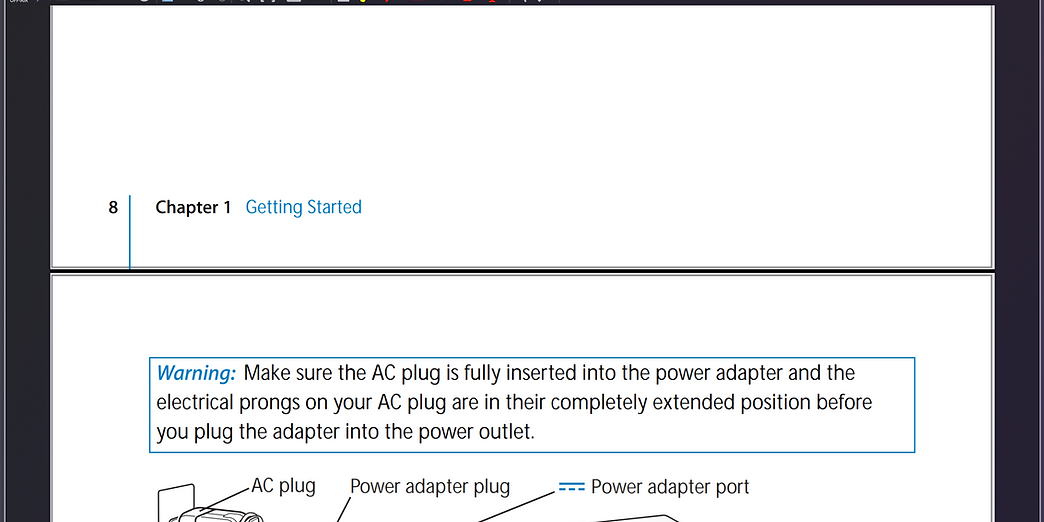 8 Chapter 1 Getting Started
Warning: Make sure the AC plug is fully inserted into the power adapter and the
electrical prongs on your AC plug are in their completely extended position before
you plug the adapter into the power outlet.
AC plug Power adapter plug Power adapter port